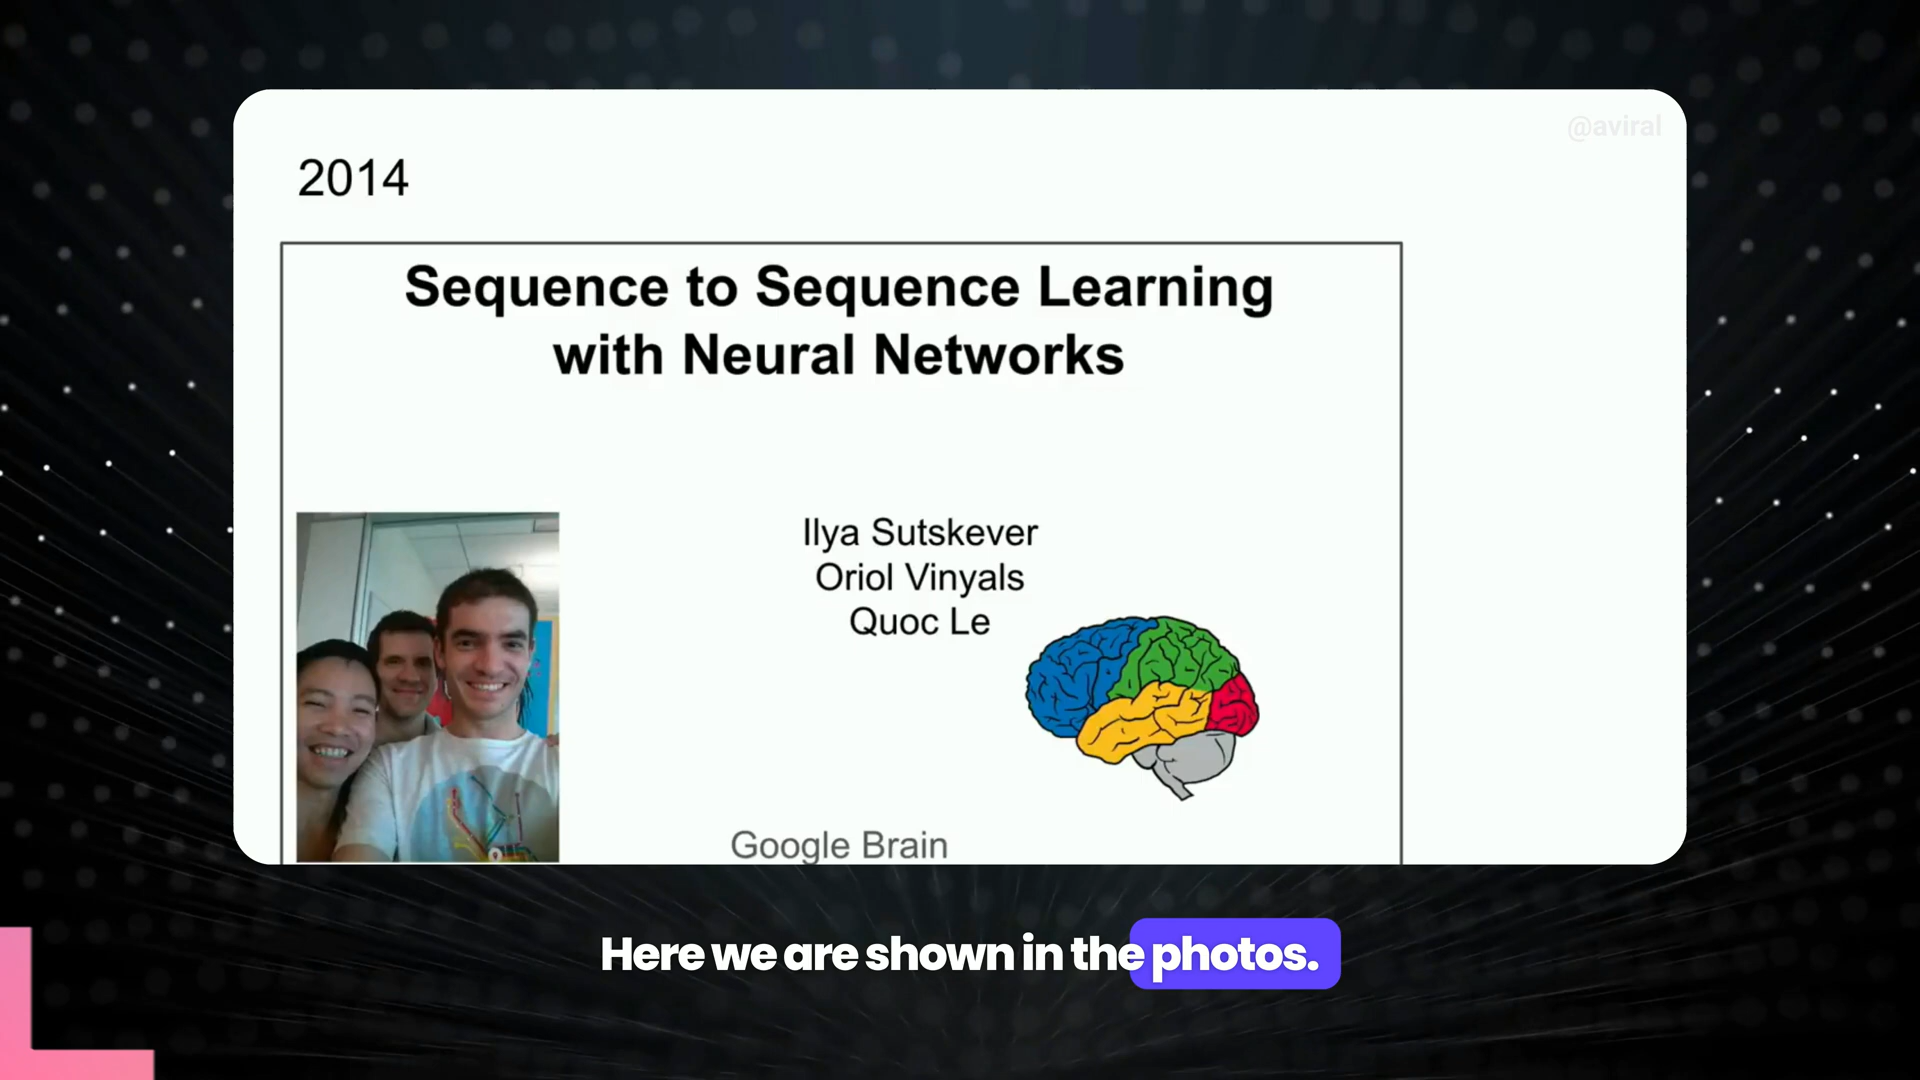 @aviral
2014
Sequence to Sequence Learning
with Neural Networks
Ilya Sutskever
Oriol Vinyals
Quoc Le
Google Brain
Here we are shown in the photos.